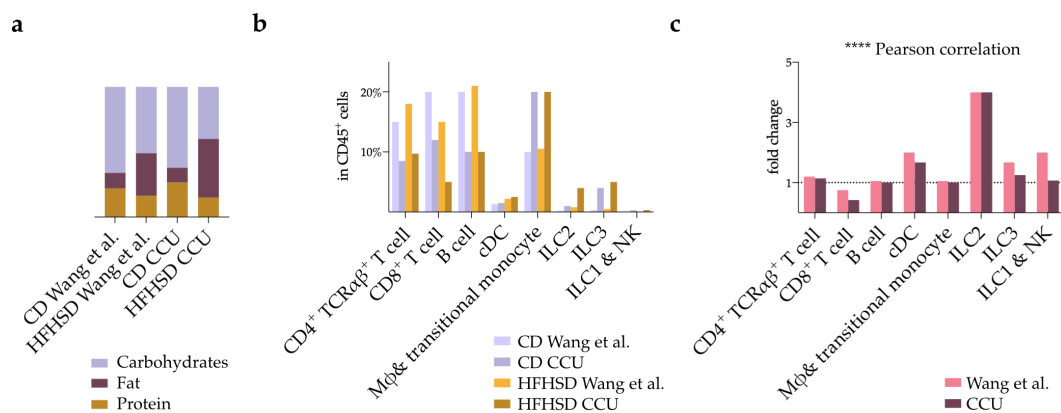 a
CD Wang et al.
HFHSD Wang et al.
CD CCU
HFHSD CCU
Carbohydrates
Fat
Protein
b
in CD45⁺ cells
20%
10%
CD4⁺ TCRαβ⁺ T cell
CD8⁺ T cell
B cell
cDC
Mϕ& transitional monocyte
ILC2
ILC3
ILC1 & NK
CD Wang et al.
CD CCU
HFHSD Wang et al.
HFHSD CCU
c
**** Pearson correlation
fold change
5
3
1
CD4⁺ TCRαβ⁺ T cell
CD8⁺ T cell
B cell
cDC
Mϕ& transitional monocyte
ILC2
ILC3
ILC1 & NK
Wang et al.
CCU